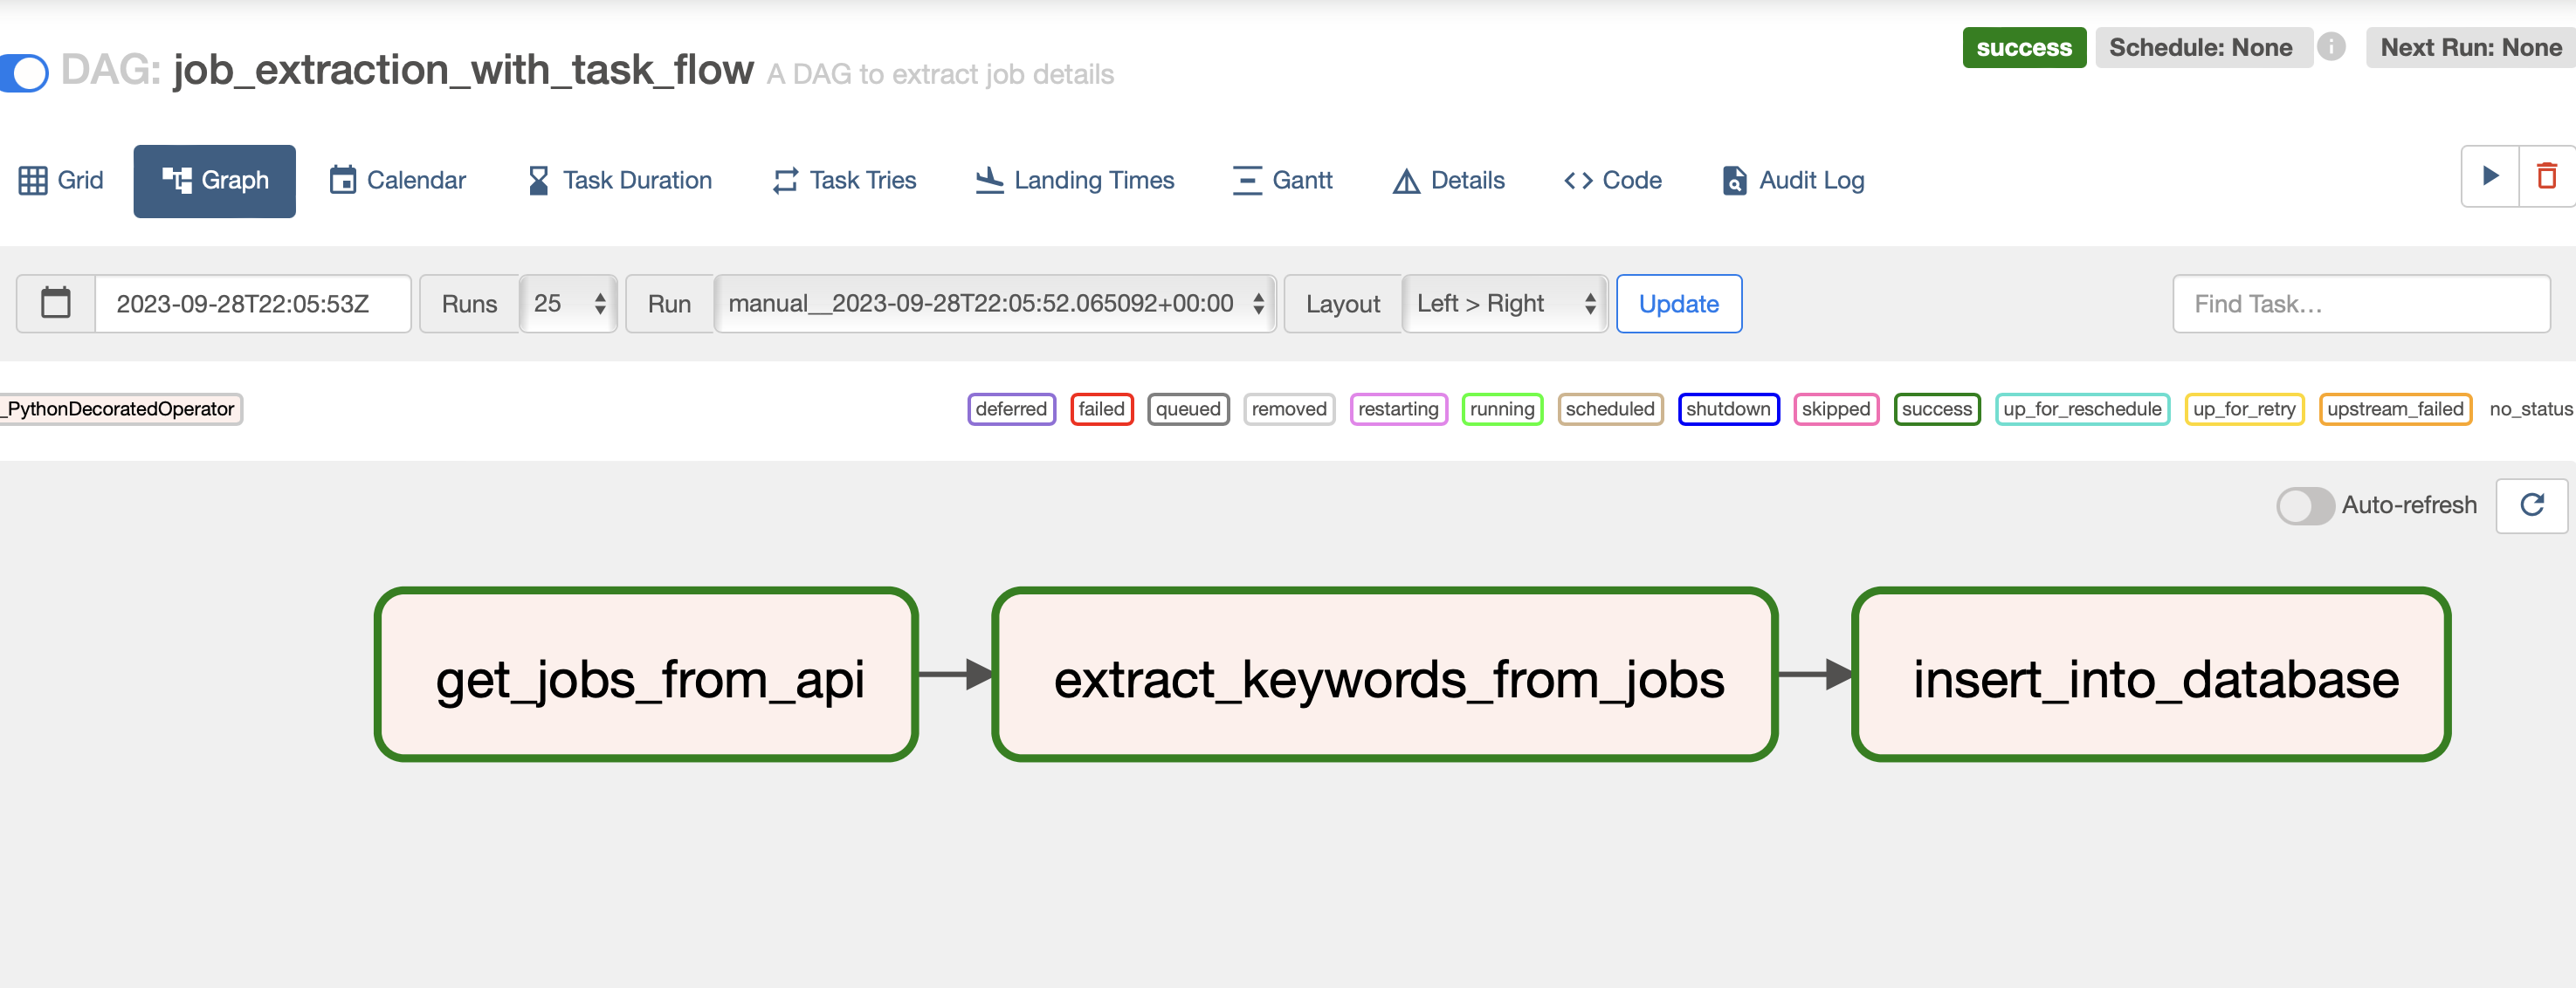 DAG: job_extraction_with_task_flow A DAG to extract job details
success Schedule: None i Next Run: None
Grid Graph Calendar Task Duration Task Tries Landing Times Gantt Details Code Audit Log
2023-09-28T22:05:53Z Runs 25 Run manual__2023-09-28T22:05:52.065092+00:00 Layout Left > Right Update Find Task…
_PythonDecoratedOperator deferred failed queued removed restarting running scheduled shutdown skipped success up_for_reschedule up_for_retry upstream_failed no_status
Auto-refresh
get_jobs_from_api extract_keywords_from_jobs insert_into_database